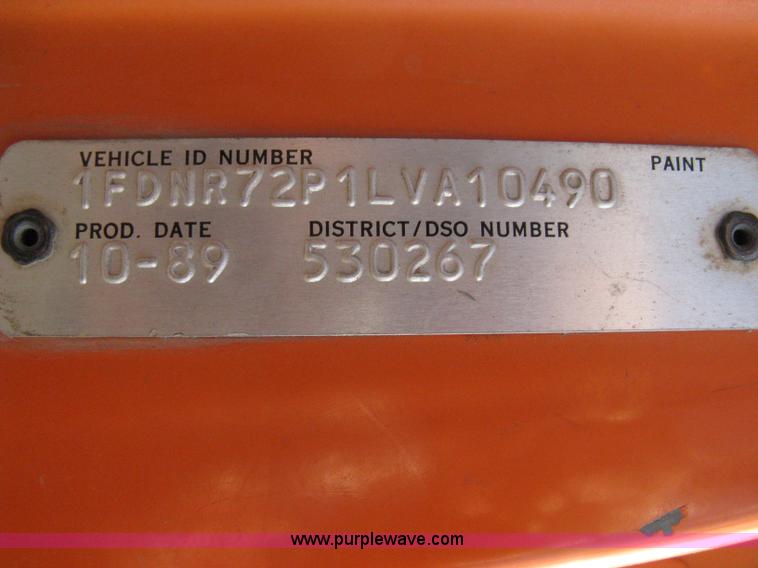 VEHICLE ID NUMBER PAINT
1FDNR72P1LVA10490
PROD. DATE DISTRICT/DSO NUMBER
10-89 530267
www.purplewave.com